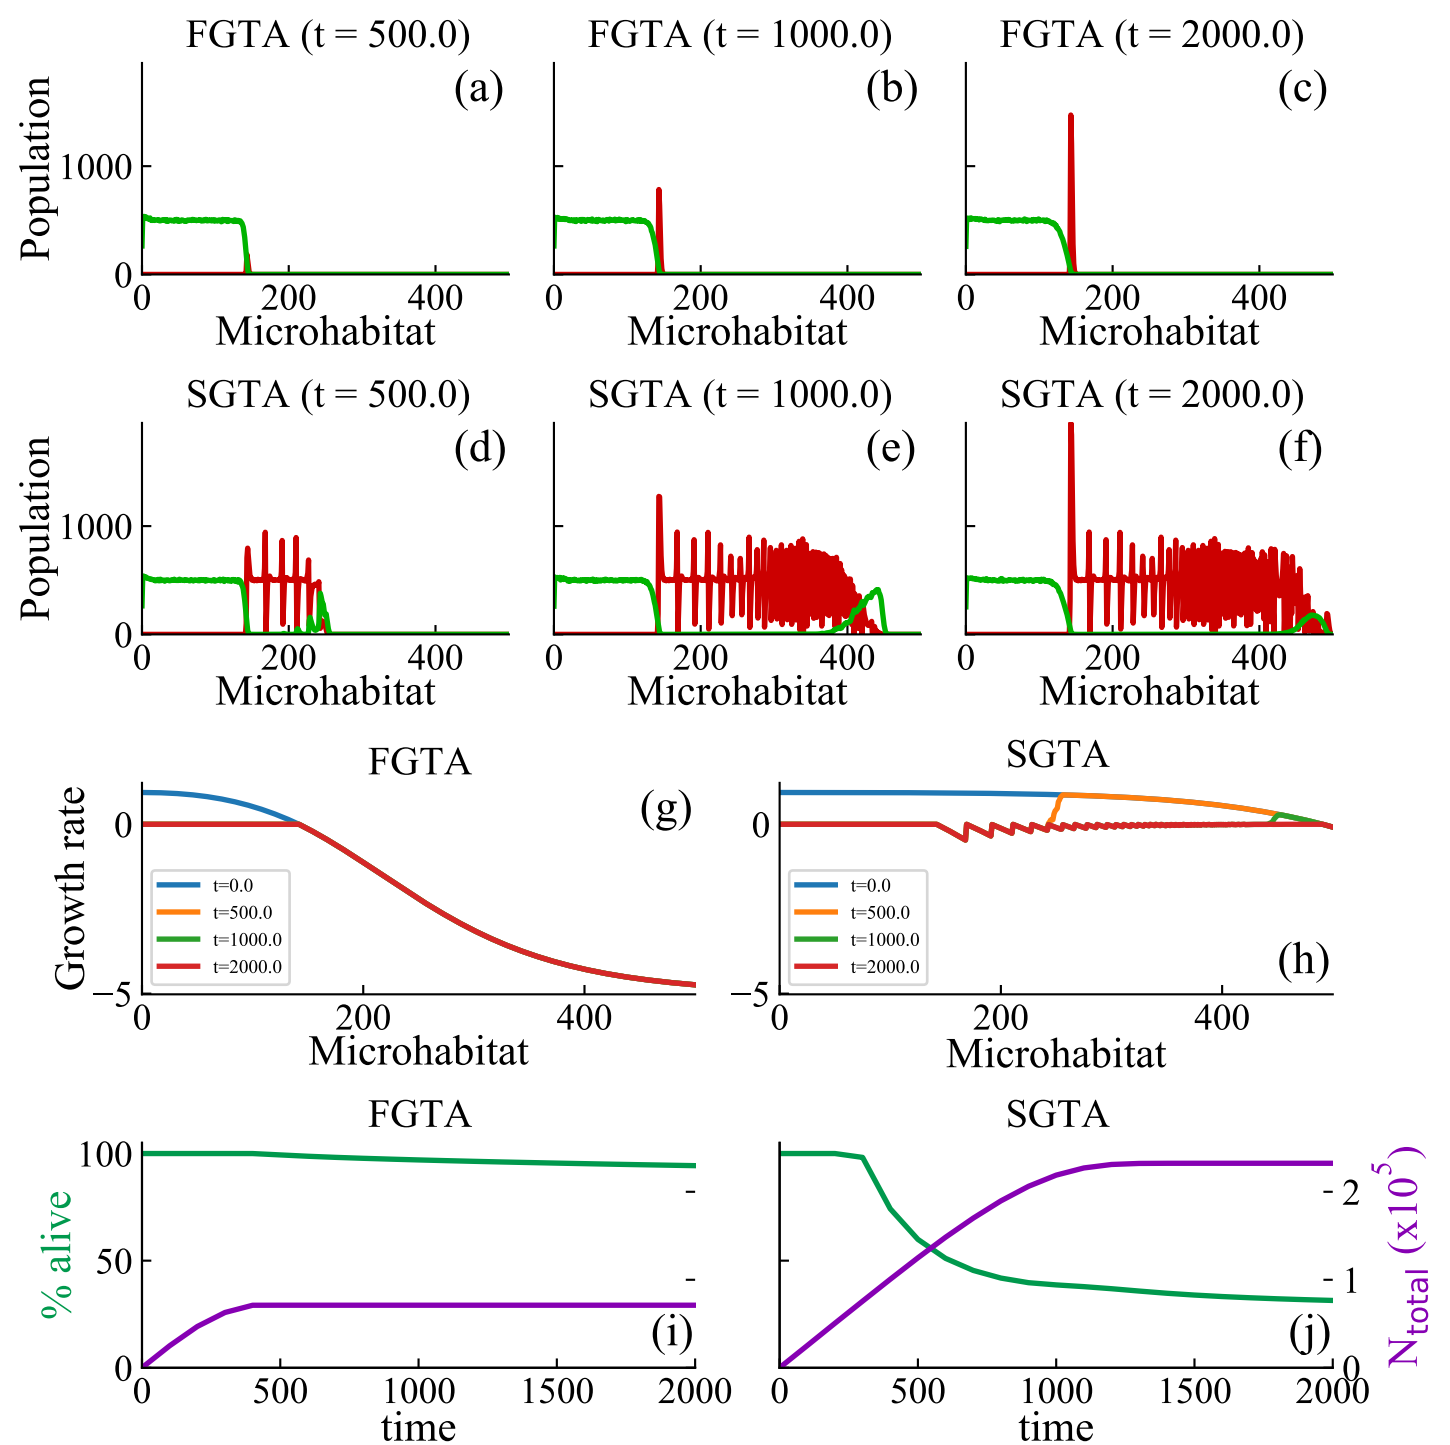 FGTA (t = 500.0)
FGTA (t = 1000.0)
FGTA (t = 2000.0)
(a)
(b)
(c)
Population
1000
0
0 200 400
0 200 400
0 200 400
Microhabitat
Microhabitat
Microhabitat
SGTA (t = 500.0)
SGTA (t = 1000.0)
SGTA (t = 2000.0)
(d)
(e)
(f)
Population
1000
0
0 200 400
0 200 400
0 200 400
Microhabitat
Microhabitat
Microhabitat
FGTA
(g)
Growth rate
0
−5
t=0.0
t=500.0
t=1000.0
t=2000.0
0 200 400
Microhabitat
SGTA
0
−5
t=0.0
t=500.0
t=1000.0
t=2000.0
(h)
0 200 400
Microhabitat
FGTA
% alive
100
50
0
(i)
0 500 1000 1500 2000
time
SGTA
2
1
0
N_total (x10^5)
(j)
0 500 1000 1500 2000
time